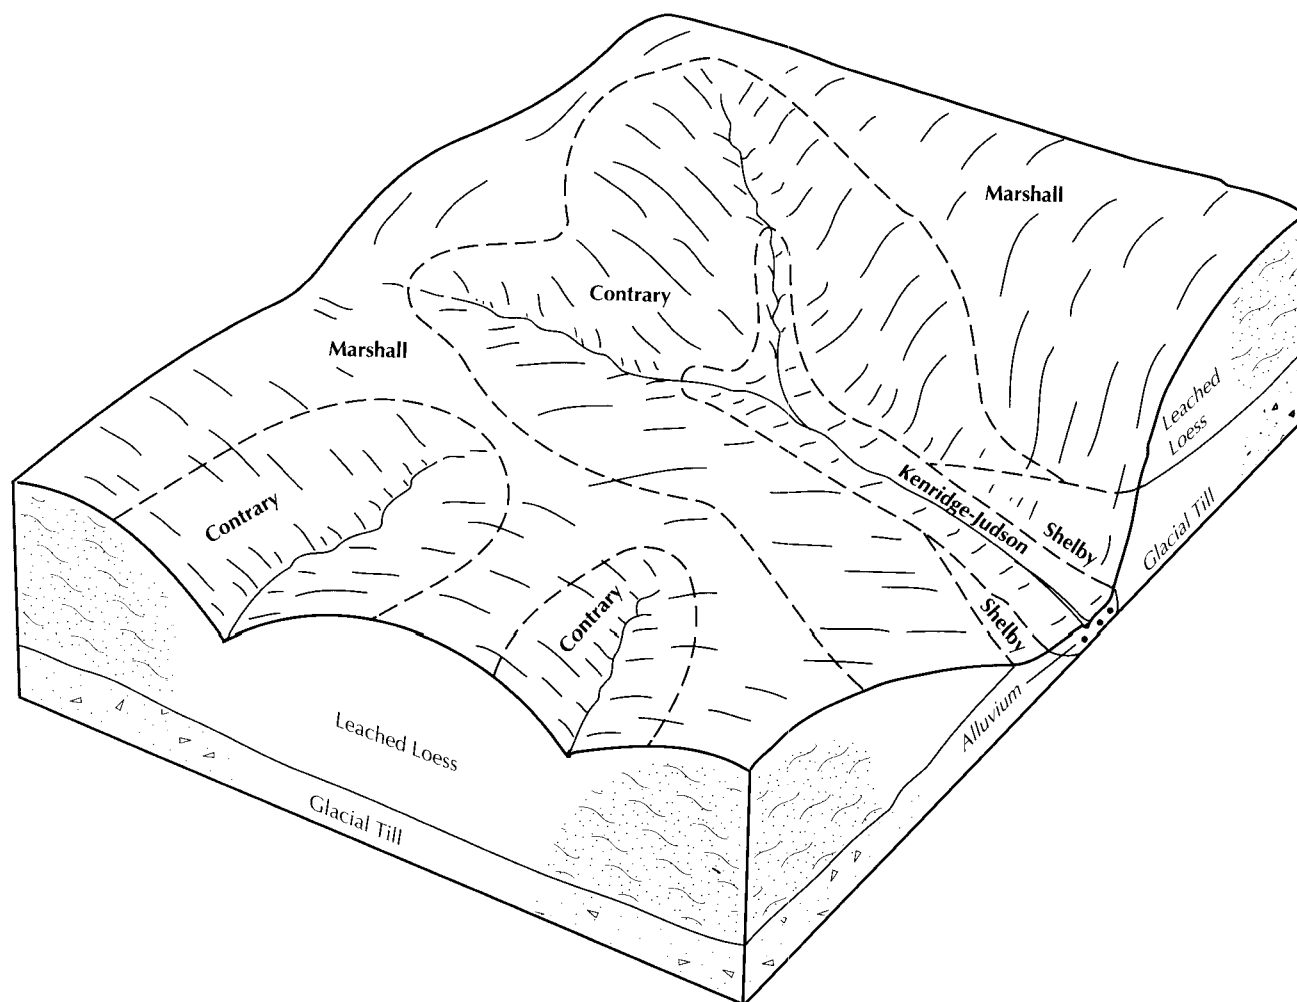 Marshall
Contrary
Marshall
Leached
Loess
Kenridge-Judson
Shelby
Glacial Till
Contrary
Contrary
Shelby
Alluvium
Leached Loess
Glacial Till